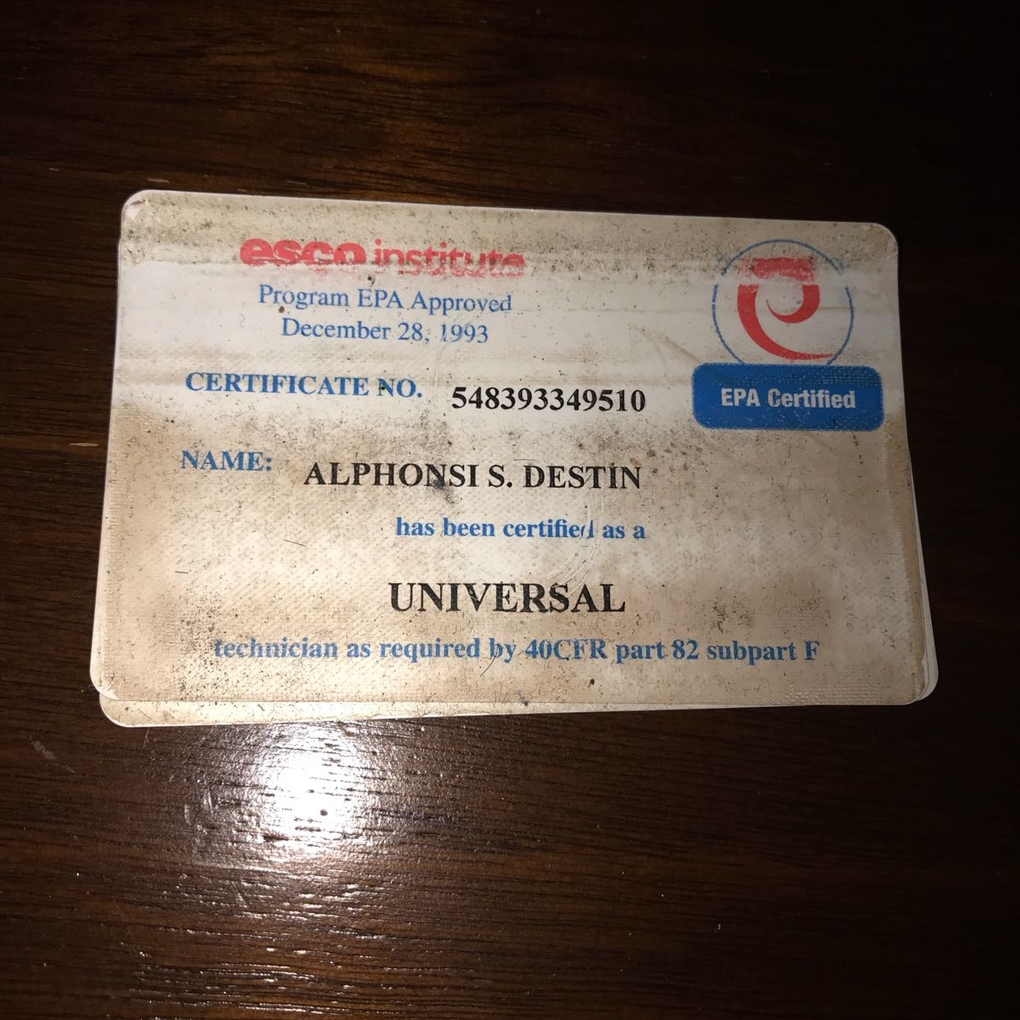 esco institute
Program EPA Approved
December 28, 1993
CERTIFICATE NO. 548393349510
EPA Certified
NAME: ALPHONSI S. DESTIN
has been certified as a
UNIVERSAL
technician as required by 40CFR part 82 subpart F